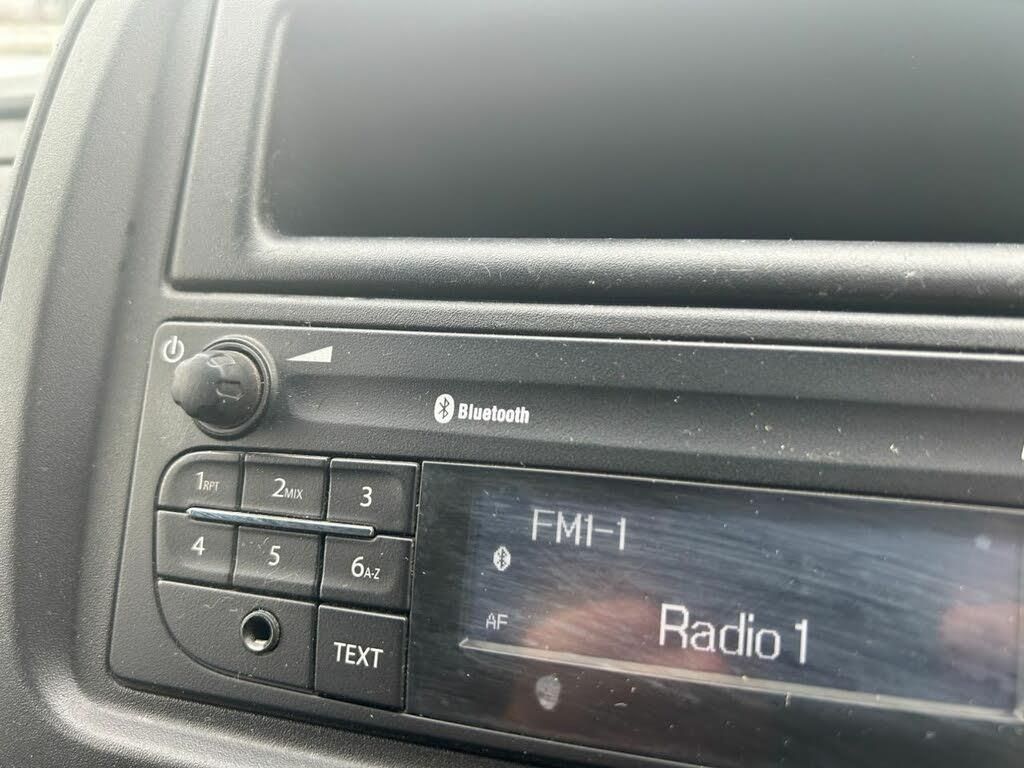 Bluetooth
1RPT 2MIX 3
4 5 6A-Z
TEXT
FM1-1
AF
Radio 1